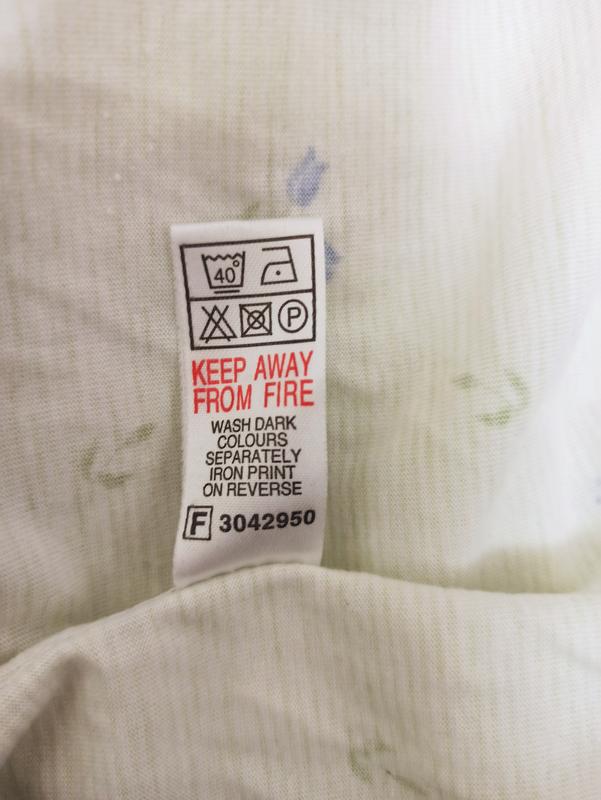 40°
P
KEEP AWAY
FROM FIRE
WASH DARK
COLOURS
SEPARATELY
IRON PRINT
ON REVERSE
F 3042950